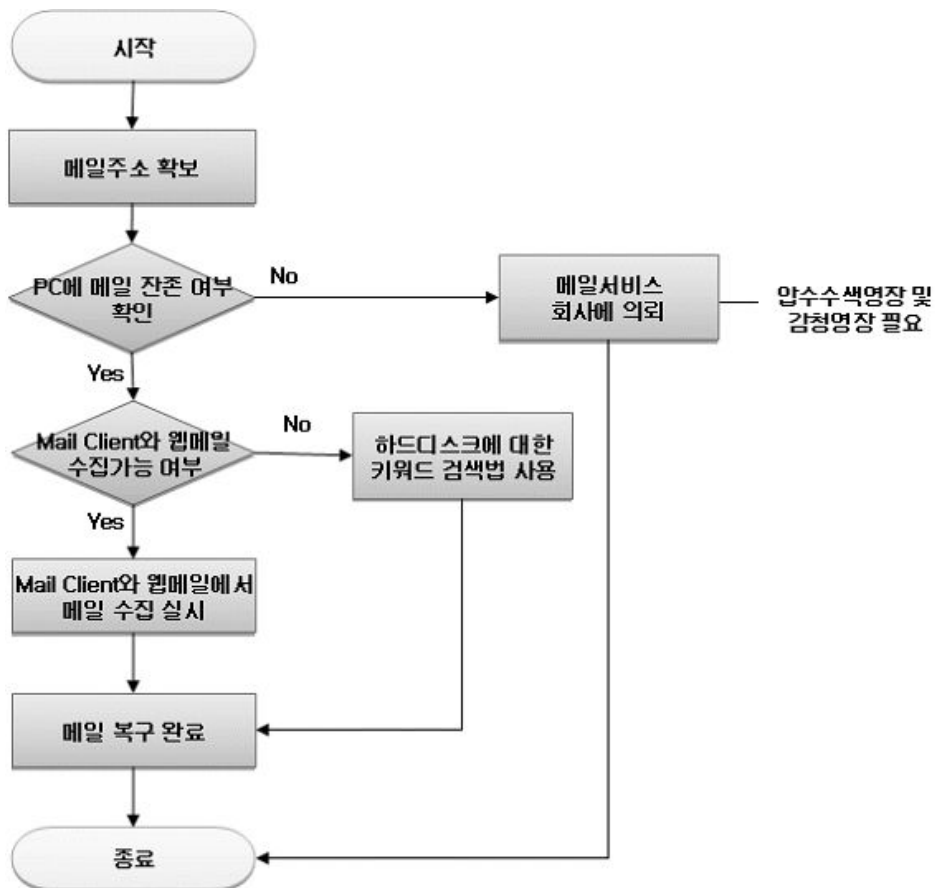 시작
메일주소 확보
PC에 메일 잔존 여부
확인
No
메일서비스
회사에 의뢰
압수수색영장 및
감청영장 필요
Yes
Mail Client와 웹메일
수집가능 여부
No
하드디스크에 대한
키워드 검색법 사용
Yes
Mail Client와 웹메일에서
메일 수집 실시
메일 복구 완료
종료